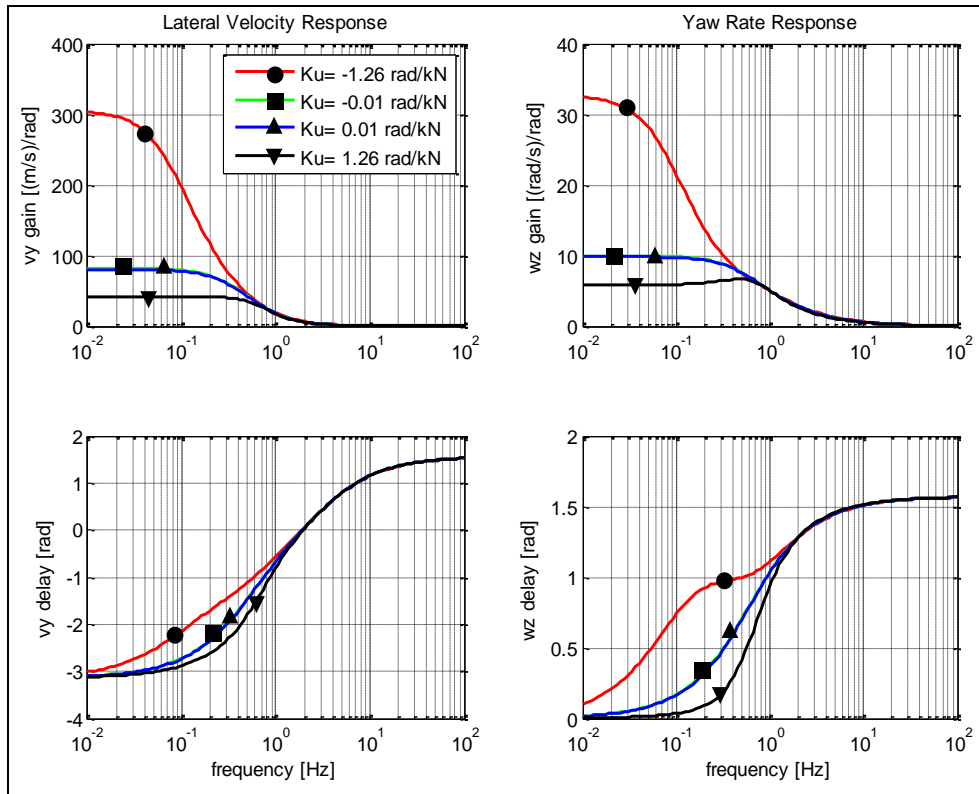 Lateral Velocity Response
Yaw Rate Response
400
300
200
100
0
vy gain [(m/s)/rad]
Ku= -1.26 rad/kN
Ku= -0.01 rad/kN
Ku= 0.01 rad/kN
Ku= 1.26 rad/kN
10^-2 10^-1 10^0 10^1 10^2
40
30
20
10
0
wz gain [(rad/s)/rad]
10^-2 10^-1 10^0 10^1 10^2
2
1
0
-1
-2
-3
-4
vy delay [rad]
10^-2 10^-1 10^0 10^1 10^2
frequency [Hz]
2
1.5
1
0.5
0
wz delay [rad]
10^-2 10^-1 10^0 10^1 10^2
frequency [Hz]